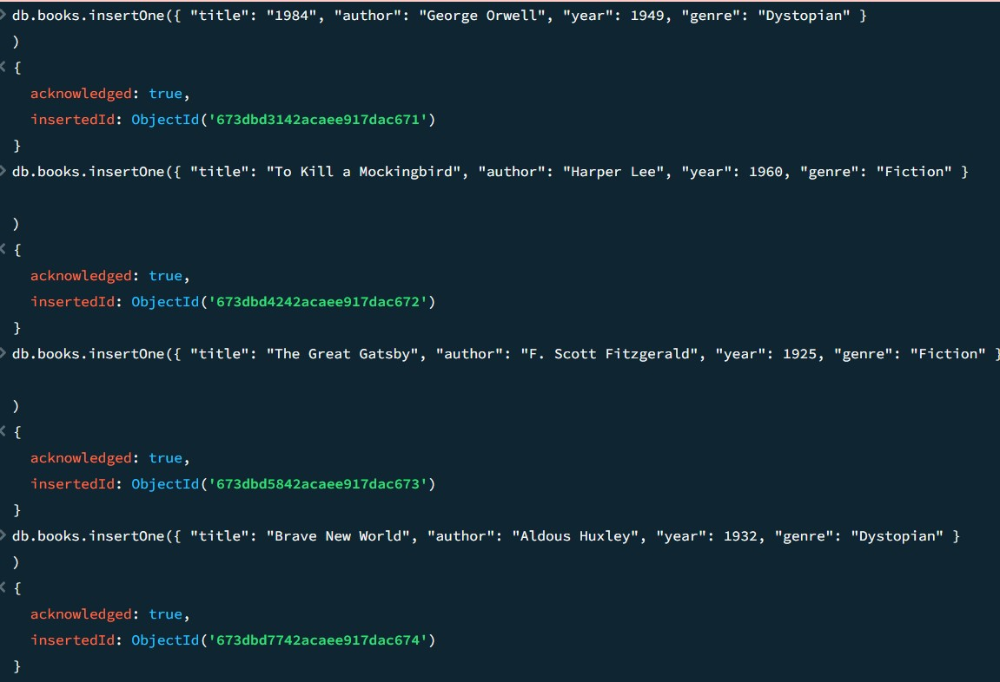 db.books.insertOne({ "title": "1984", "author": "George Orwell", "year": 1949, "genre": "Dystopian" }
)
{
acknowledged: true,
insertedId: ObjectId('673dbd3142acaee917dac671')
}
db.books.insertOne({ "title": "To Kill a Mockingbird", "author": "Harper Lee", "year": 1960, "genre": "Fiction" }
)
{
acknowledged: true,
insertedId: ObjectId('673dbd4242acaee917dac672')
}
db.books.insertOne({ "title": "The Great Gatsby", "author": "F. Scott Fitzgerald", "year": 1925, "genre": "Fiction" }
)
{
acknowledged: true,
insertedId: ObjectId('673dbd5842acaee917dac673')
}
db.books.insertOne({ "title": "Brave New World", "author": "Aldous Huxley", "year": 1932, "genre": "Dystopian" }
)
{
acknowledged: true,
insertedId: ObjectId('673dbd7742acaee917dac674')
}